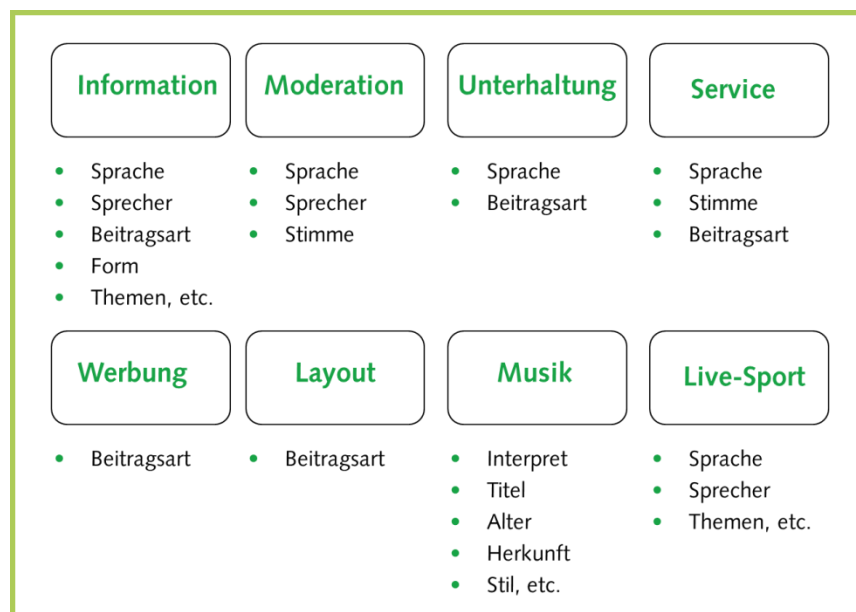 Information
• Sprache
• Sprecher
• Beitragsart
• Form
• Themen, etc.
Moderation
• Sprache
• Sprecher
• Stimme
Unterhaltung
• Sprache
• Beitragsart
Service
• Sprache
• Stimme
• Beitragsart
Werbung
• Beitragsart
Layout
• Beitragsart
Musik
• Interpret
• Titel
• Alter
• Herkunft
• Stil, etc.
Live-Sport
• Sprache
• Sprecher
• Themen, etc.